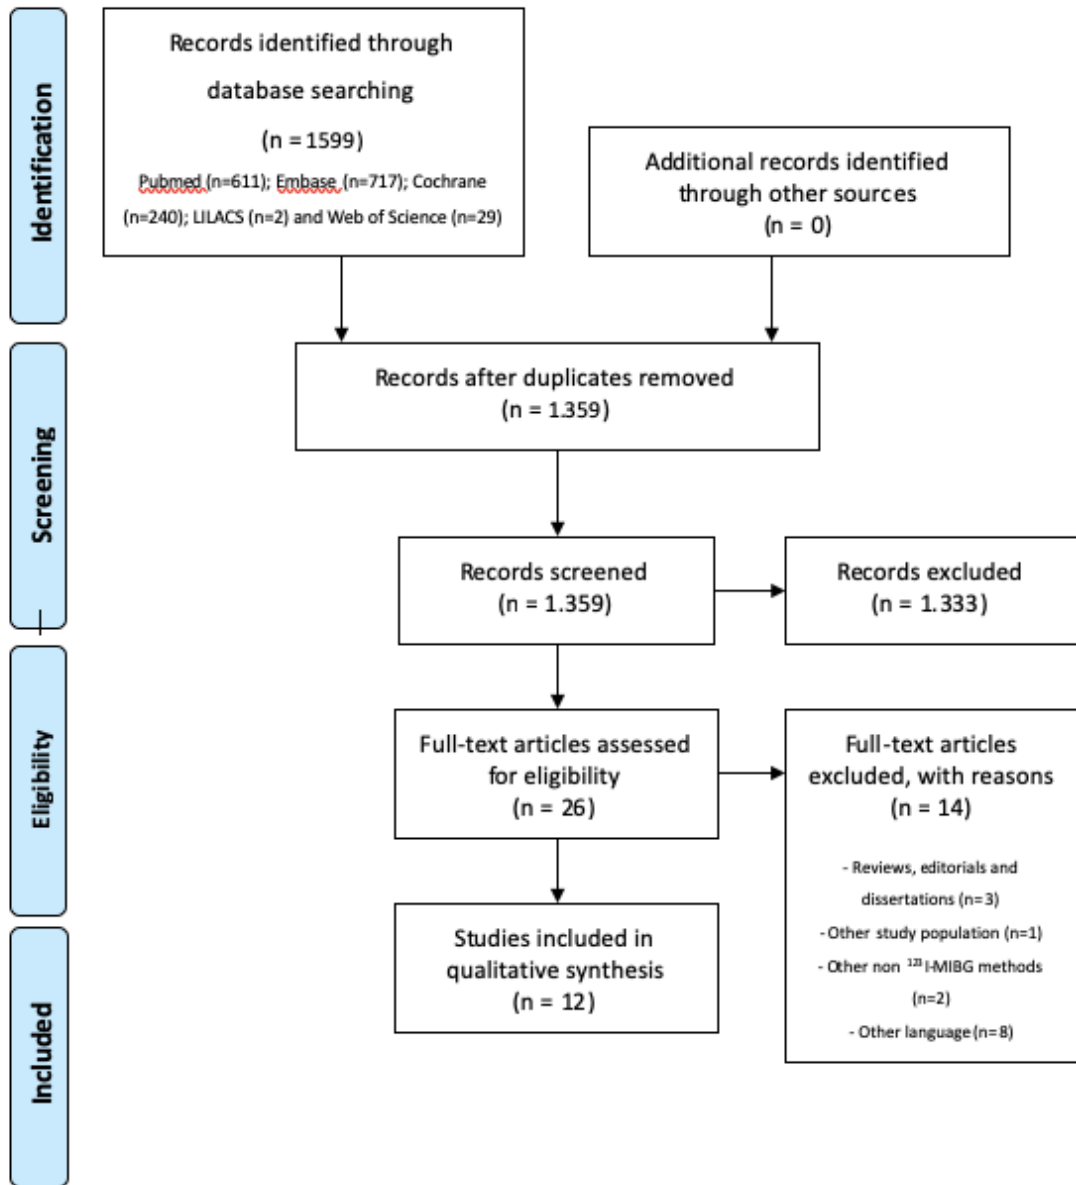 Identification
Records identified through
database searching
(n = 1599)
Pubmed (n=611); Embase (n=717); Cochrane
(n=240); LILACS (n=2) and Web of Science (n=29)
Additional records identified
through other sources
(n = 0)
Screening
Records after duplicates removed
(n = 1.359)
Records screened
(n = 1.359)
Records excluded
(n = 1.333)
Eligibility
Full-text articles assessed
for eligibility
(n = 26)
Full-text articles
excluded, with reasons
(n = 14)
- Reviews, editorials and
dissertations (n=3)
- Other study population (n=1)
- Other non ¹²³I-MIBG methods
(n=2)
- Other language (n=8)
Included
Studies included in
qualitative synthesis
(n = 12)